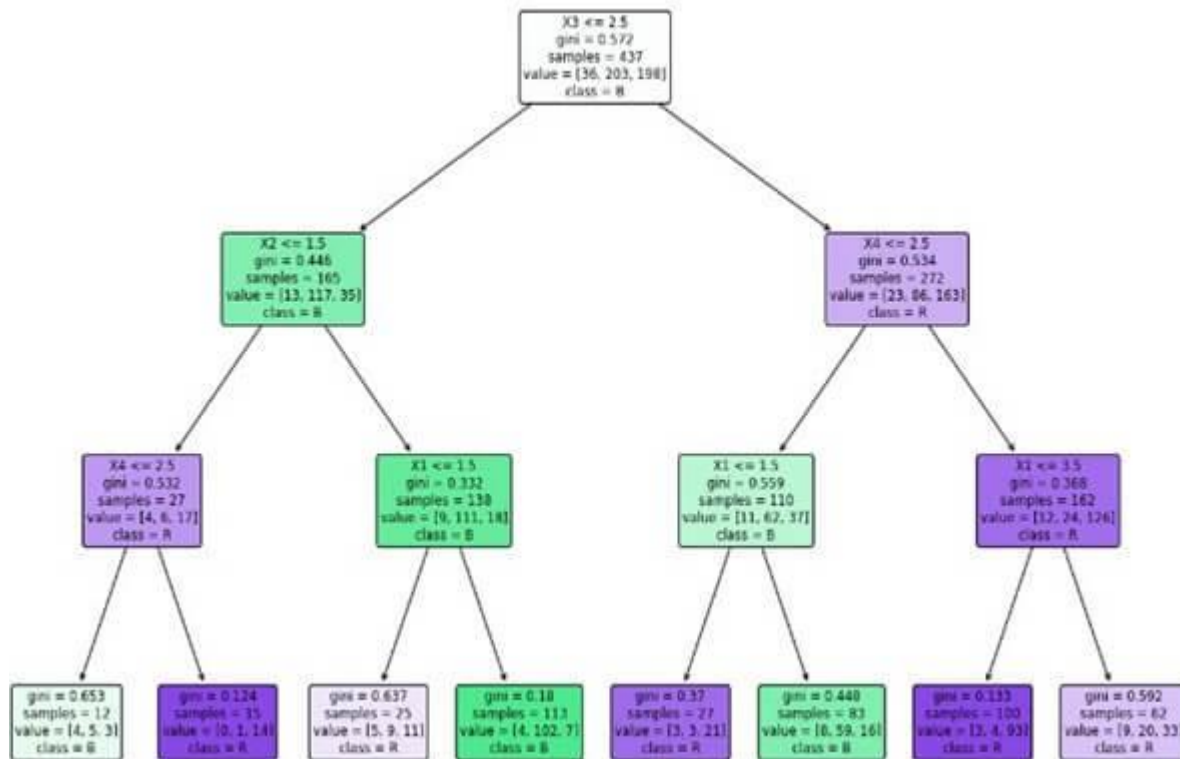 X3 <= 2.5
gini = 0.572
samples = 437
value = [36, 203, 198]
class = B
X2 <= 1.5
gini = 0.446
samples = 165
value = [13, 117, 35]
class = B
X4 <= 2.5
gini = 0.534
samples = 272
value = [23, 86, 163]
class = R
X4 <= 2.5
gini = 0.532
samples = 27
value = [4, 6, 17]
class = R
X1 <= 1.5
gini = 0.332
samples = 138
value = [9, 111, 18]
class = B
X1 <= 1.5
gini = 0.559
samples = 110
value = [11, 62, 37]
class = B
X1 <= 3.5
gini = 0.368
samples = 162
value = [12, 24, 126]
class = R
gini = 0.653
samples = 12
value = [4, 5, 3]
class = B
gini = 0.124
samples = 15
value = [0, 1, 14]
class = R
gini = 0.637
samples = 25
value = [5, 9, 11]
class = R
gini = 0.18
samples = 113
value = [4, 102, 7]
class = B
gini = 0.37
samples = 27
value = [3, 3, 21]
class = R
gini = 0.448
samples = 83
value = [8, 59, 16]
class = B
gini = 0.133
samples = 100
value = [3, 4, 93]
class = R
gini = 0.592
samples = 62
value = [9, 20, 33]
class = R